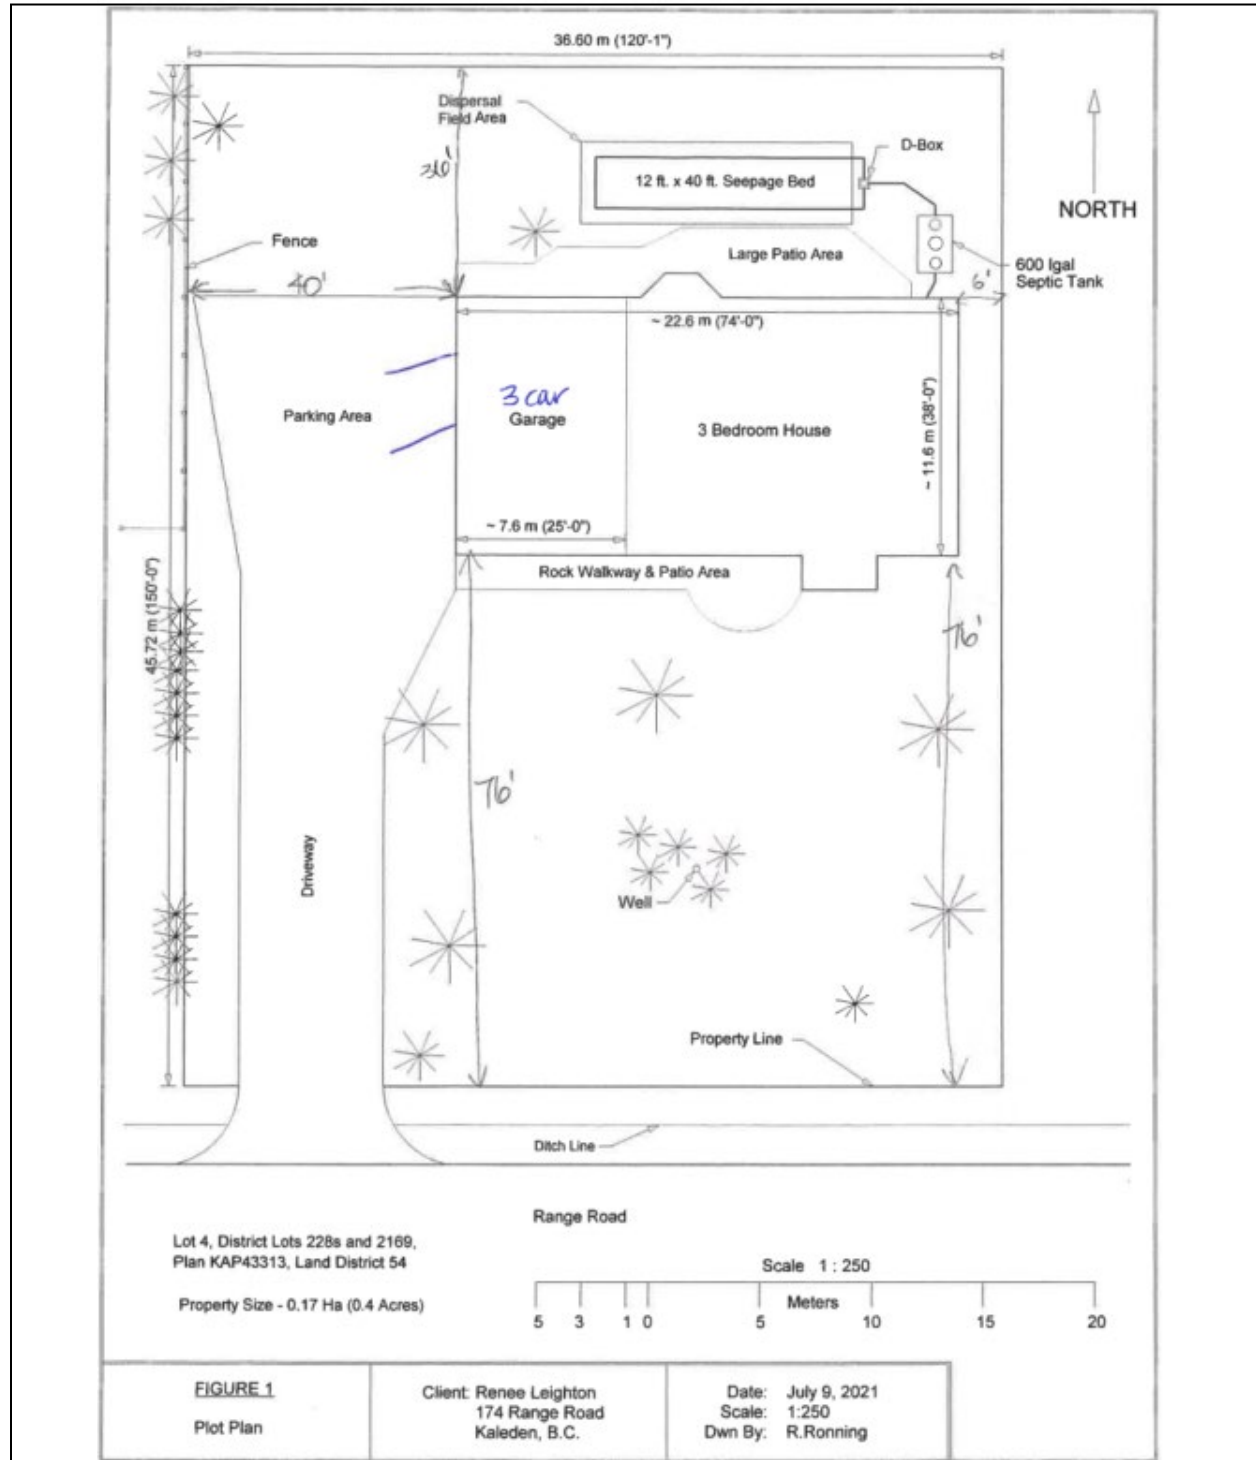 36.60 m (120'-1")
Dispersal
Field Area
D-Box
36'
12 ft. x 40 ft. Seepage Bed
NORTH
Fence
Large Patio Area
600 Igal
Septic Tank
40'
6'
~ 22.6 m (74'-0")
3 car
Garage
Parking Area
3 Bedroom House
~ 11.6 m (38'-0")
~ 7.6 m (25'-0")
Rock Walkway & Patio Area
45.72 m (150'-0")
76'
76'
Driveway
Well
Property Line
Ditch Line
Range Road
Lot 4, District Lots 228s and 2169,
Plan KAP43313, Land District 54
Scale 1 : 250
Property Size - 0.17 Ha (0.4 Acres)
Meters
5 3 1 0 5 10 15 20
FIGURE 1
Plot Plan
Client: Renee Leighton
174 Range Road
Kaleden, B.C.
Date: July 9, 2021
Scale: 1:250
Dwn By: R.Ronning